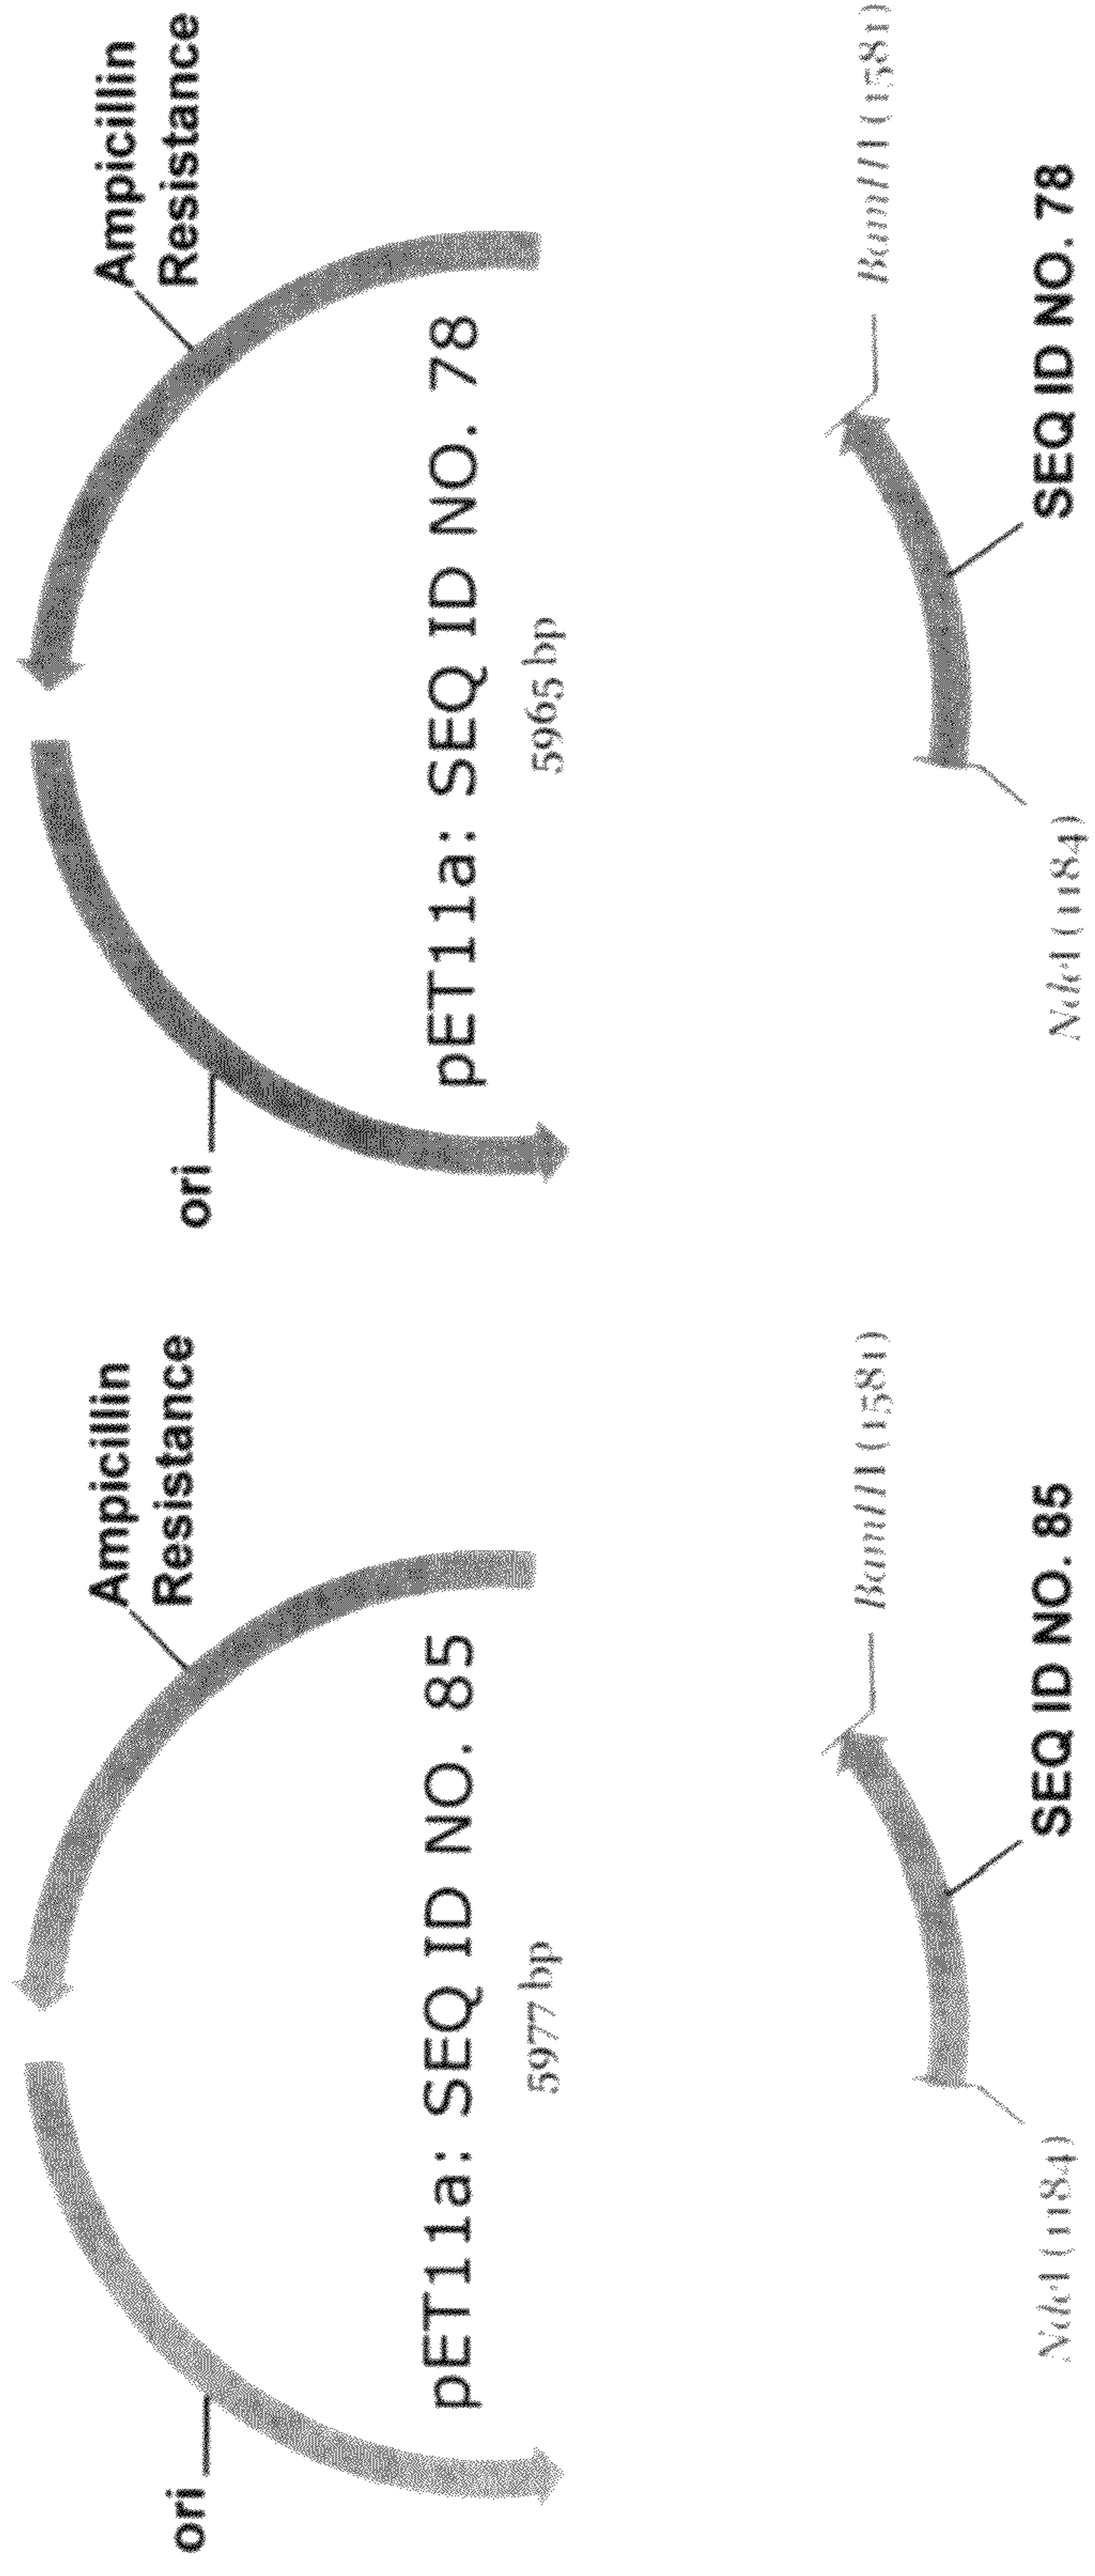 Ampicillin
Resistance
ori
pET11a: SEQ ID NO. 85
5977 bp
BamHI (1581)
NdeI (1184)
SEQ ID NO. 85
Ampicillin
Resistance
ori
pET11a: SEQ ID NO. 78
5965 bp
BamHI (1581)
NdeI (1184)
SEQ ID NO. 78